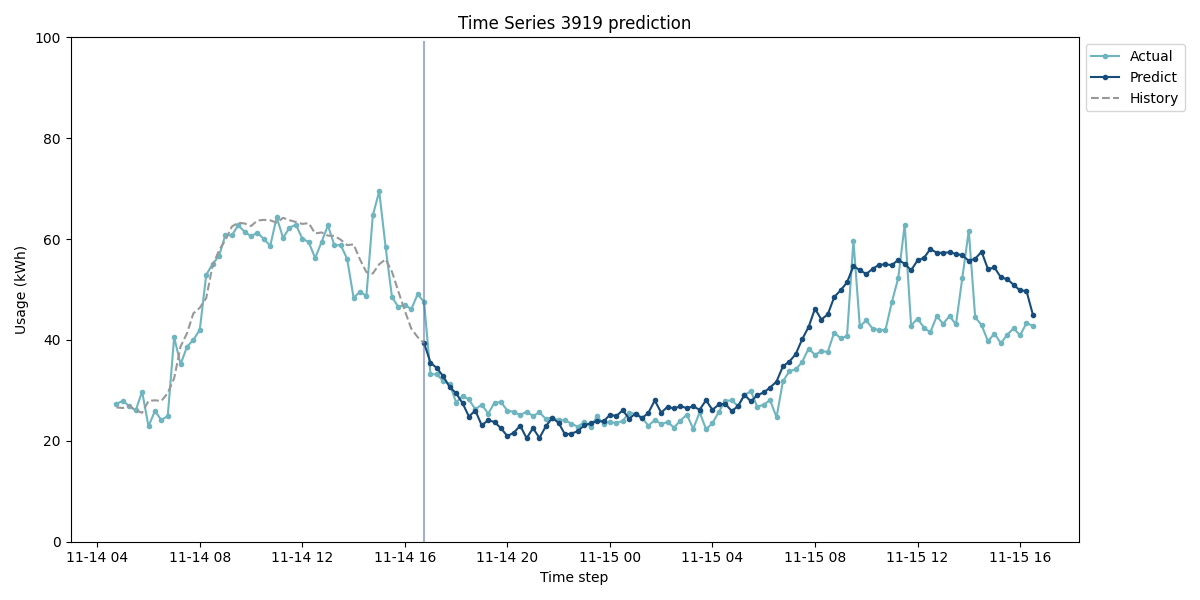 Time Series 3919 prediction
Actual
Predict
History
Usage (kWh)
100
80
60
40
20
0
11-14 04
11-14 08
11-14 12
11-14 16
11-14 20
11-15 00
11-15 04
11-15 08
11-15 12
11-15 16
Time step